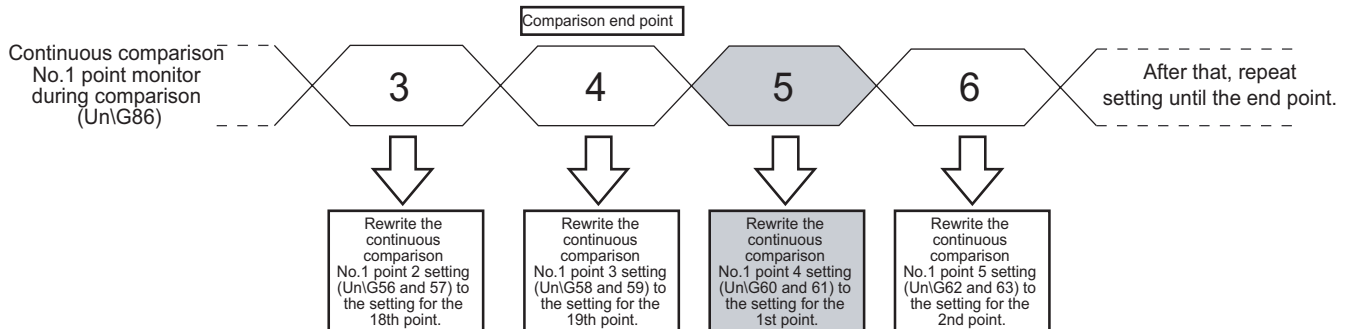 Comparison end point
Continuous comparison
No.1 point monitor
during comparison
(Un\G86)
3
4
5
6
After that, repeat
setting until the end point.
Rewrite the
continuous
comparison
No.1 point 2 setting
(Un\G56 and 57) to
the setting for the
18th point.
Rewrite the
continuous
comparison
No.1 point 3 setting
(Un\G58 and 59) to
the setting for the
19th point.
Rewrite the
continuous
comparison
No.1 point 4 setting
(Un\G60 and 61) to
the setting for the
1st point.
Rewrite the
continuous
comparison
No.1 point 5 setting
(Un\G62 and 63) to
the setting for the
2nd point.